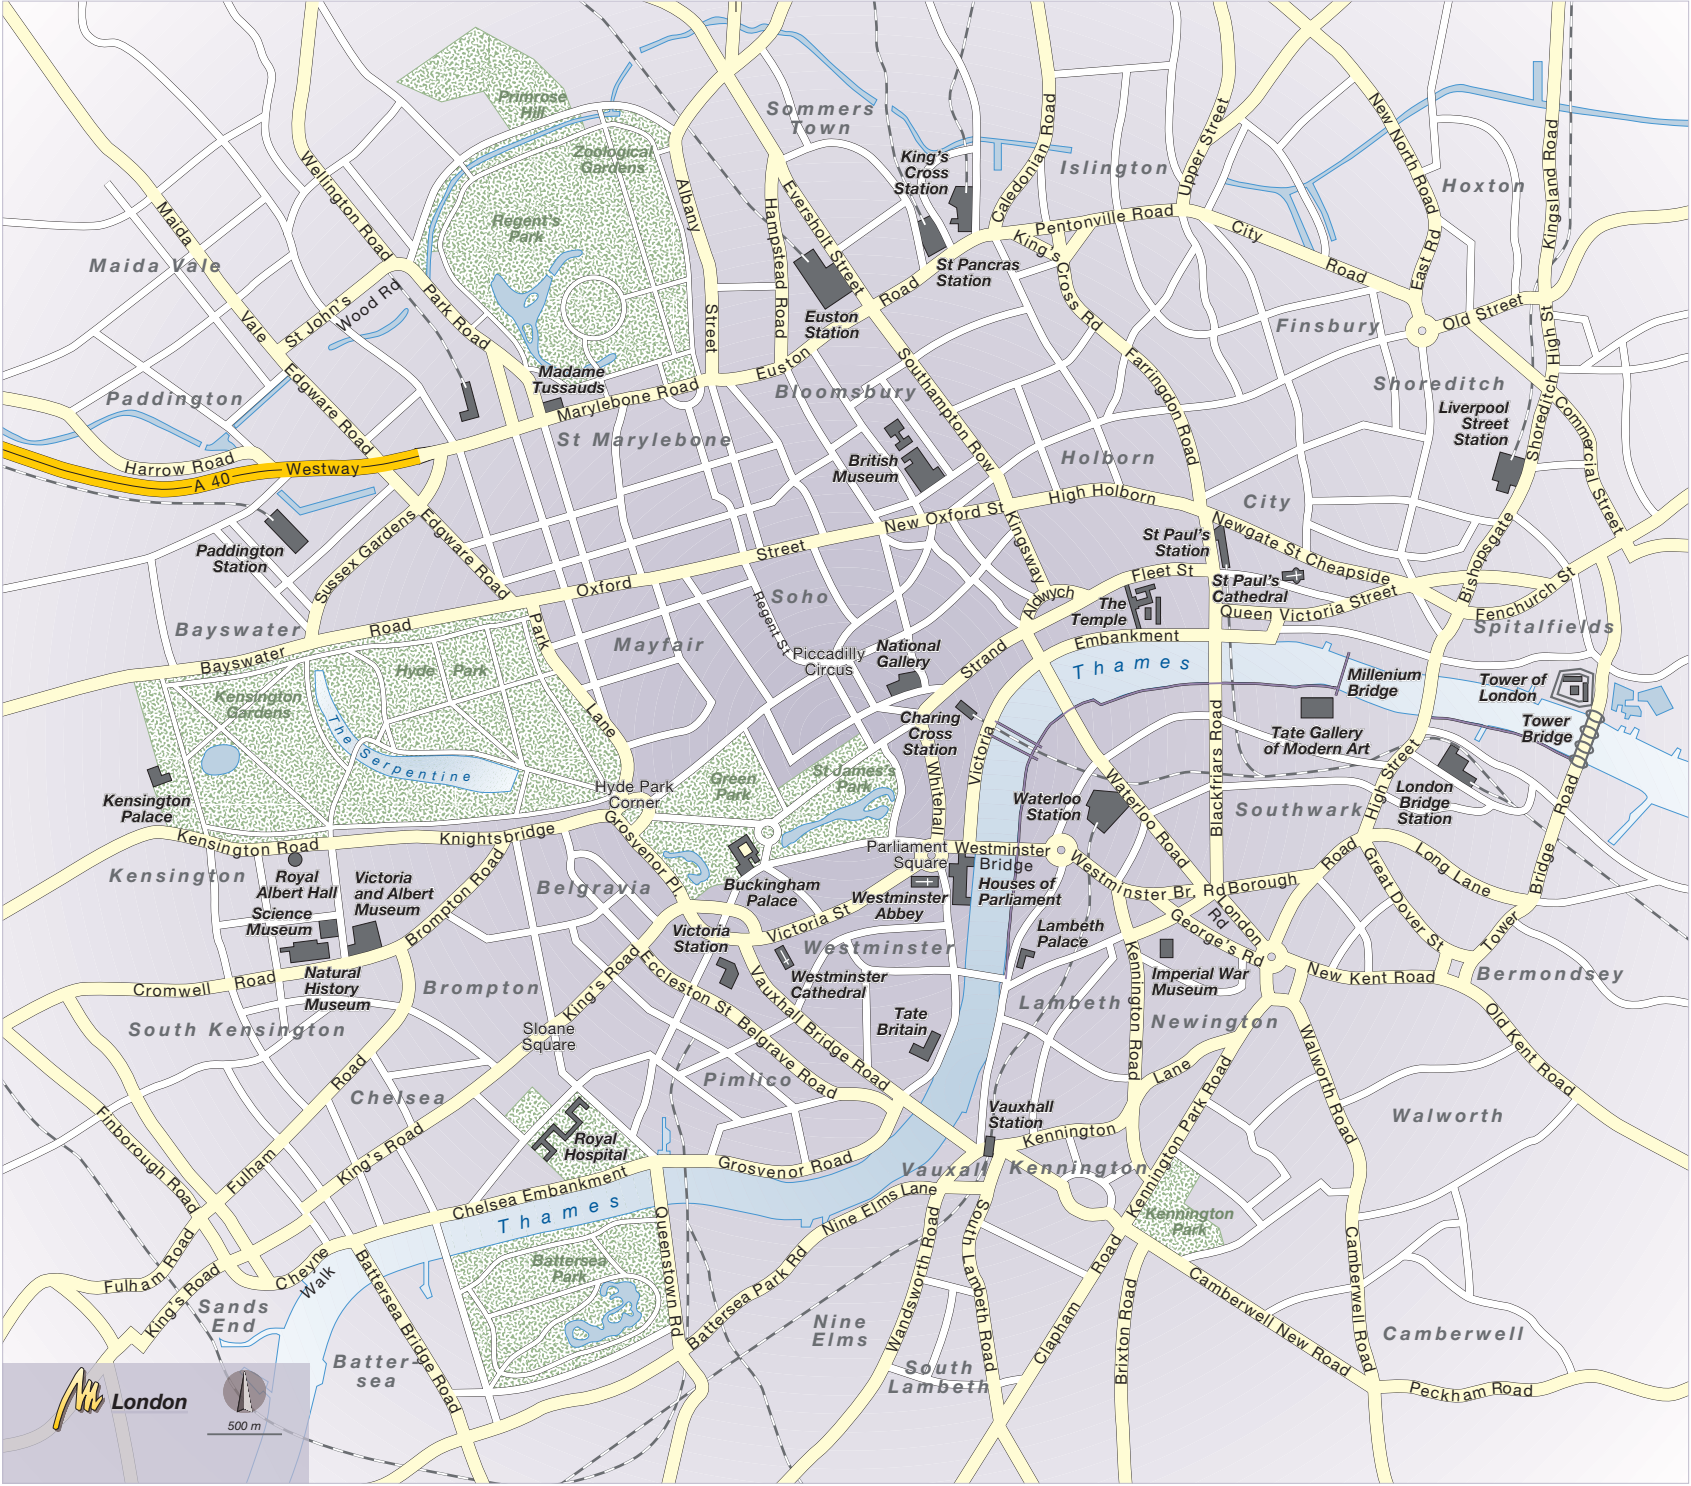 Primrose
Hill
Sommers
Town
Zoological
Gardens
King's
Cross
Station
Caledonian Road
Islington
Upper Street
New North Road
Hoxton
Kingsland Road
Wellington Road
Maida
Vale
Maida Vale
Regent's
Park
Albany
Street
Hampstead Road
Eversholt Street
Pentonville Road
King's Cross Rd
City
Road
East Rd
St Pancras
Station
Euston
Station
Road
Euston
St John's
Wood Rd
Park Road
Finsbury
Old Street
Shoreditch
Shoreditch High St
Commercial Street
Liverpool
Street
Station
Edgware Road
Paddington
Madame
Tussauds
Marylebone Road
Bloomsbury
Southampton Row
Farringdon Road
St Marylebone
Harrow Road
Westway
A 40
British
Museum
Holborn
High Holborn
City
New Oxford St
Kingsway
Newgate St
Cheapside
Bishopsgate
Paddington
Station
Sussex Gardens
Edgware Road
Oxford
Street
St Paul's
Station
St Paul's
Cathedral
Fleet St
Aldwych
The
Temple
Queen Victoria Street
Fenchurch St
Spitalfields
Soho
Regent St
Mayfair
Bayswater
Bayswater
Road
Park
Lane
Piccadilly
Circus
National
Gallery
Strand
Embankment
Thames
Millenium
Bridge
Tower of
London
Tower
Bridge
Kensington
Gardens
Hyde Park
The Serpentine
Charing
Cross
Station
Victoria
Whitehall
Tate Gallery
of Modern Art
Blackfriars Road
High Street
London
Bridge
Station
Kensington
Palace
Hyde Park
Corner
Green
Park
St James's
Park
Waterloo
Station
Waterloo Road
Southwark
Kensington Road
Knightsbridge
Grosvenor Pl.
Parliament
Square
Westminster
Bridge
Westminster Br. Rd
Borough
Road
Long Lane
Great Dover St
Tower
Bridge
Road
Kensington
Royal
Albert Hall
Victoria
and Albert
Museum
Science
Museum
Brompton Road
Belgravia
Buckingham
Palace
Westminster
Abbey
Houses of
Parliament
London
Rd
George's Rd
Victoria
Station
Victoria St
Westminster
Westminster
Cathedral
Lambeth
Palace
Imperial War
Museum
New Kent Road
Bermondsey
Cromwell
Road
Natural
History
Museum
Brompton
King's Road
Eccleston St
Belgrave Road
Vauxhall Bridge Road
Lambeth
Kennington Road
Newington
South Kensington
Sloane
Square
Tate
Britain
Old Kent Road
Walworth Road
Chelsea
Pimlico
Lane
Kennington Park Road
Walworth
Finborough Road
Fulham
Road
King's Road
Royal
Hospital
Vauxhall
Station
Kennington
Grosvenor Road
Vauxall
Kennington
Chelsea Embankment
Thames
Nine Elms Lane
Kennington
Park
Fulham Road
King's Road
Cheyne
Walk
Battersea Bridge Road
Battersea
Park
Queenstown Rd
Battersea Park Rd
Wandsworth Road
South Lambeth Road
Clapham
Road
Brixton Road
Camberwell New Road
Camberwell Road
Camberwell
Sands
End
Batter-
sea
Nine
Elms
South
Lambeth
Peckham Road
London
500 m